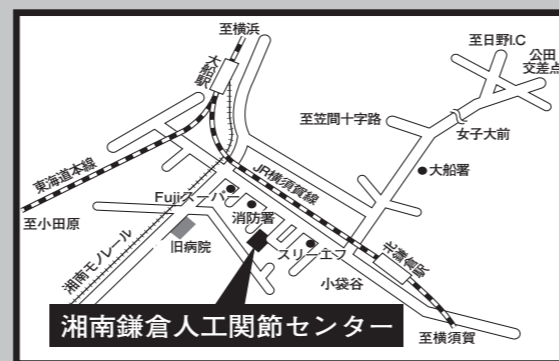 至横浜
至日野I.C
公田
交差点
大船駅
至笠間十字路
女子大前
東海道本線
JR横須賀線
大船署
Fujiスーパー
消防署
至小田原
旧病院
スリーエフ
北鎌倉駅
湘南モノレール
小袋谷
湘南鎌倉人工関節センター
至横須賀